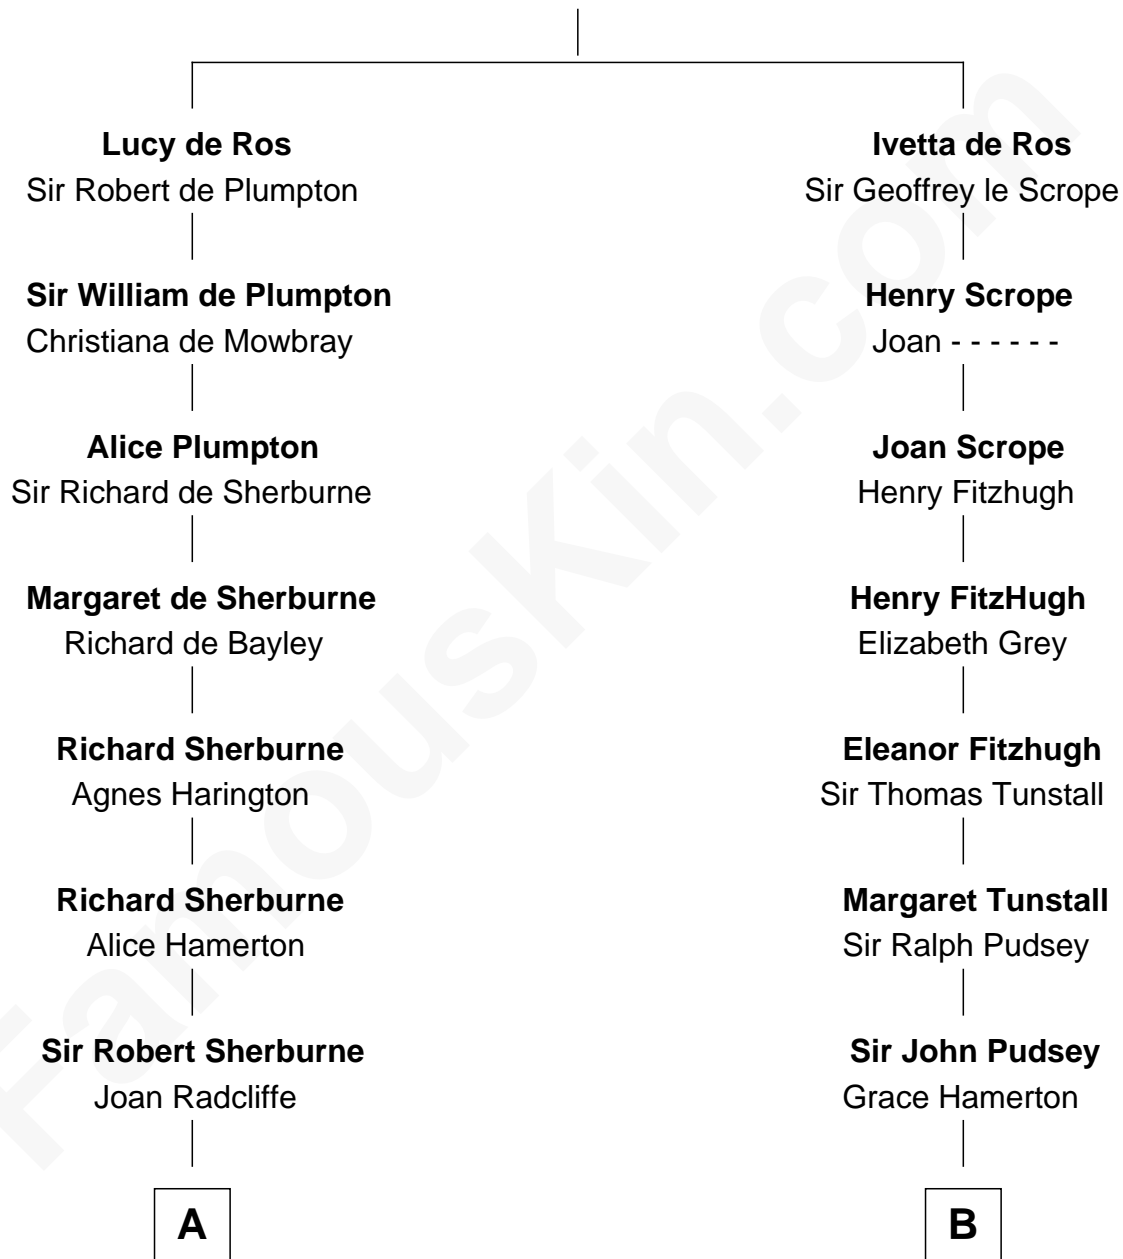 Lucy de Ros
Sir Robert de Plumpton
Sir William de Plumpton
Christiana de Mowbray
Alice Plumpton
Sir Richard de Sherburne
Margaret de Sherburne
Richard de Bayley
Richard Sherburne
Agnes Harington
Richard Sherburne
Alice Hamerton
Sir Robert Sherburne
Joan Radcliffe
A
Ivetta de Ros
Sir Geoffrey le Scrope
Henry Scrope
Joan - - - - - -
Joan Scrope
Henry Fitzhugh
Henry FitzHugh
Elizabeth Grey
Eleanor Fitzhugh
Sir Thomas Tunstall
Margaret Tunstall
Sir Ralph Pudsey
Sir John Pudsey
Grace Hamerton
B
FamousKin.com